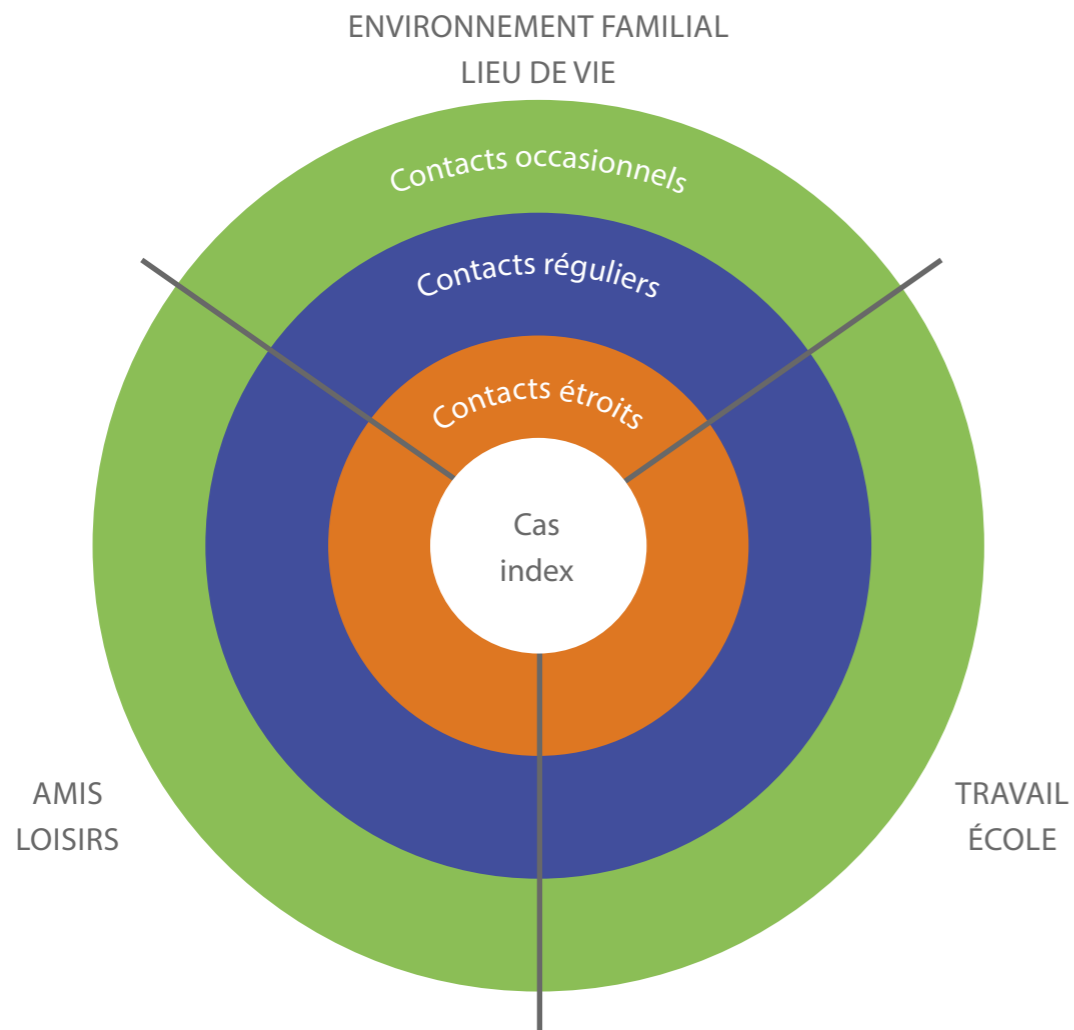 ENVIRONNEMENT FAMILIAL
LIEU DE VIE
Contacts occasionnels
Contacts réguliers
Contacts étroits
Cas
index
AMIS
LOISIRS
TRAVAIL
ÉCOLE